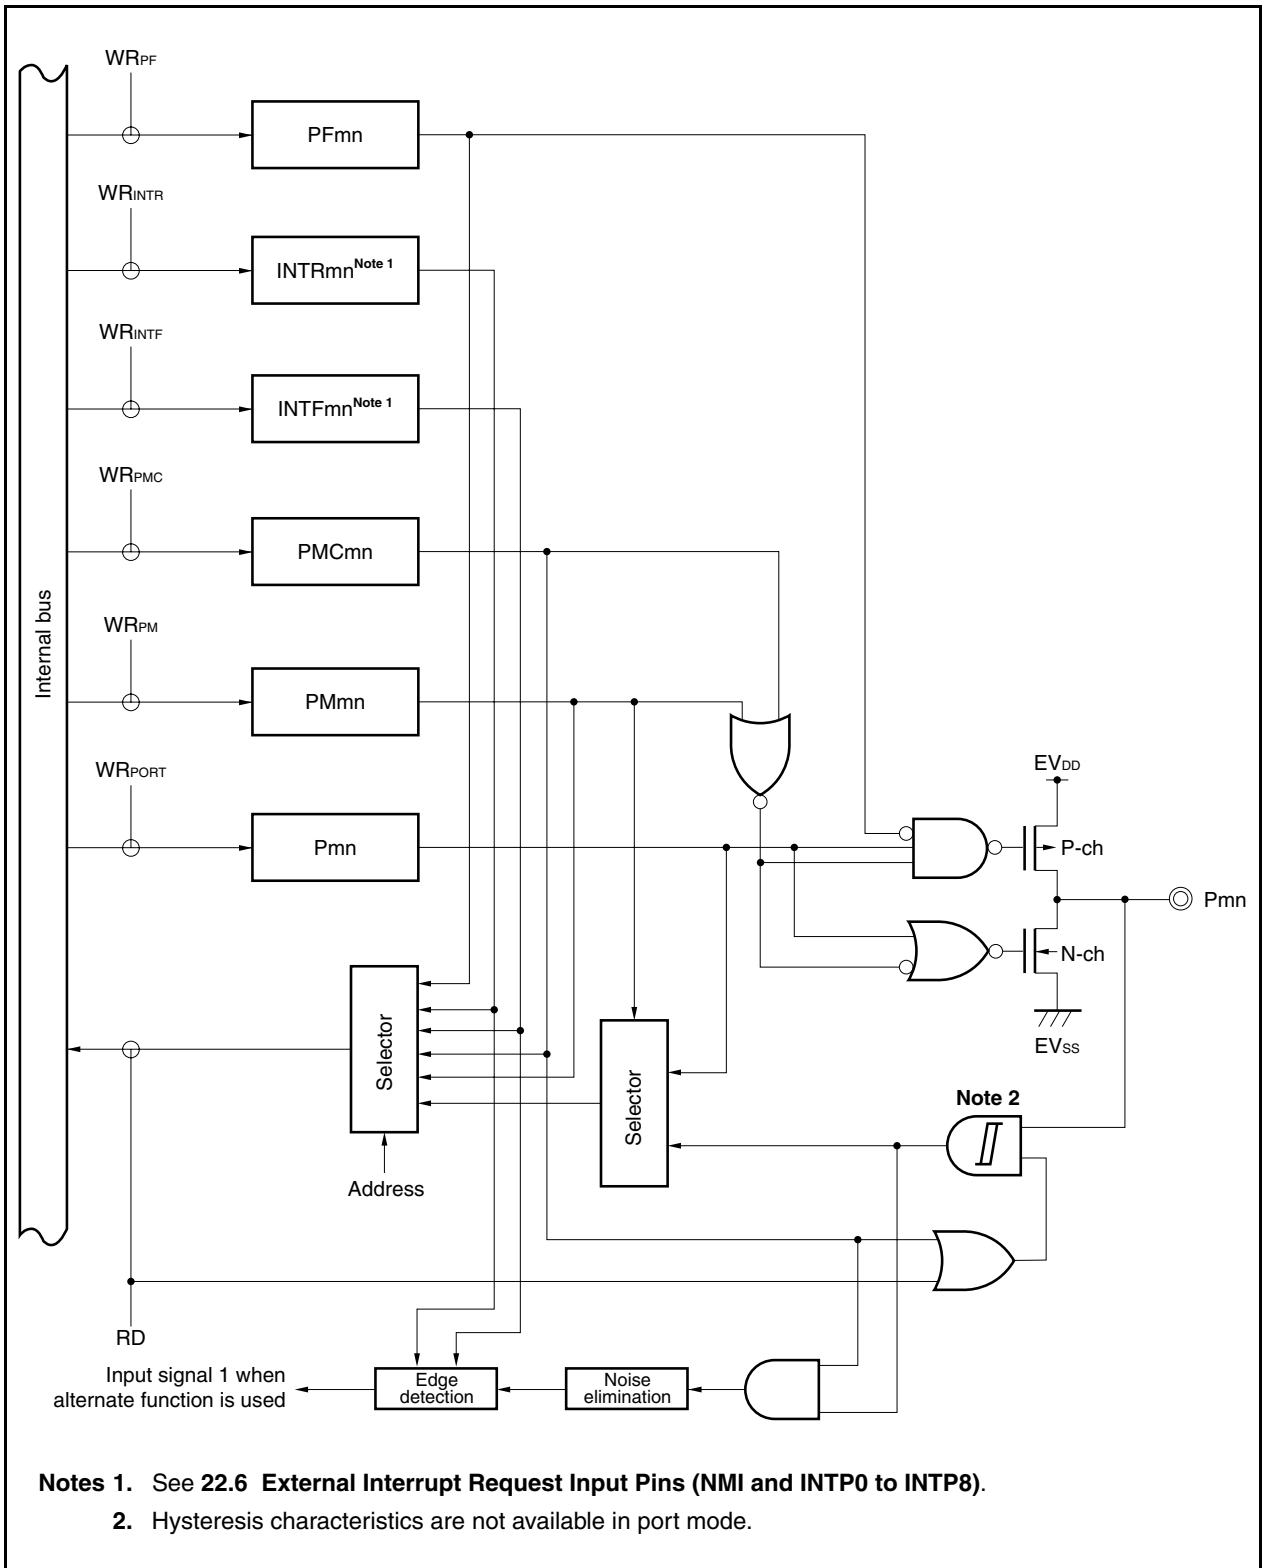 WRPF
PFmn
WRINTR
INTRmnNote 1
WRINTF
INTFmnNote 1
WRPMC
PMCmn
Internal bus
WRPM
PMmn
WRPORT
Pmn
EVDD
P-ch
Pmn
N-ch
EVSS
Selector
Selector
Note 2
Address
RD
Input signal 1 when
alternate function is used
Edge
detection
Noise
elimination
Notes 1. See 22.6 External Interrupt Request Input Pins (NMI and INTP0 to INTP8).
2. Hysteresis characteristics are not available in port mode.